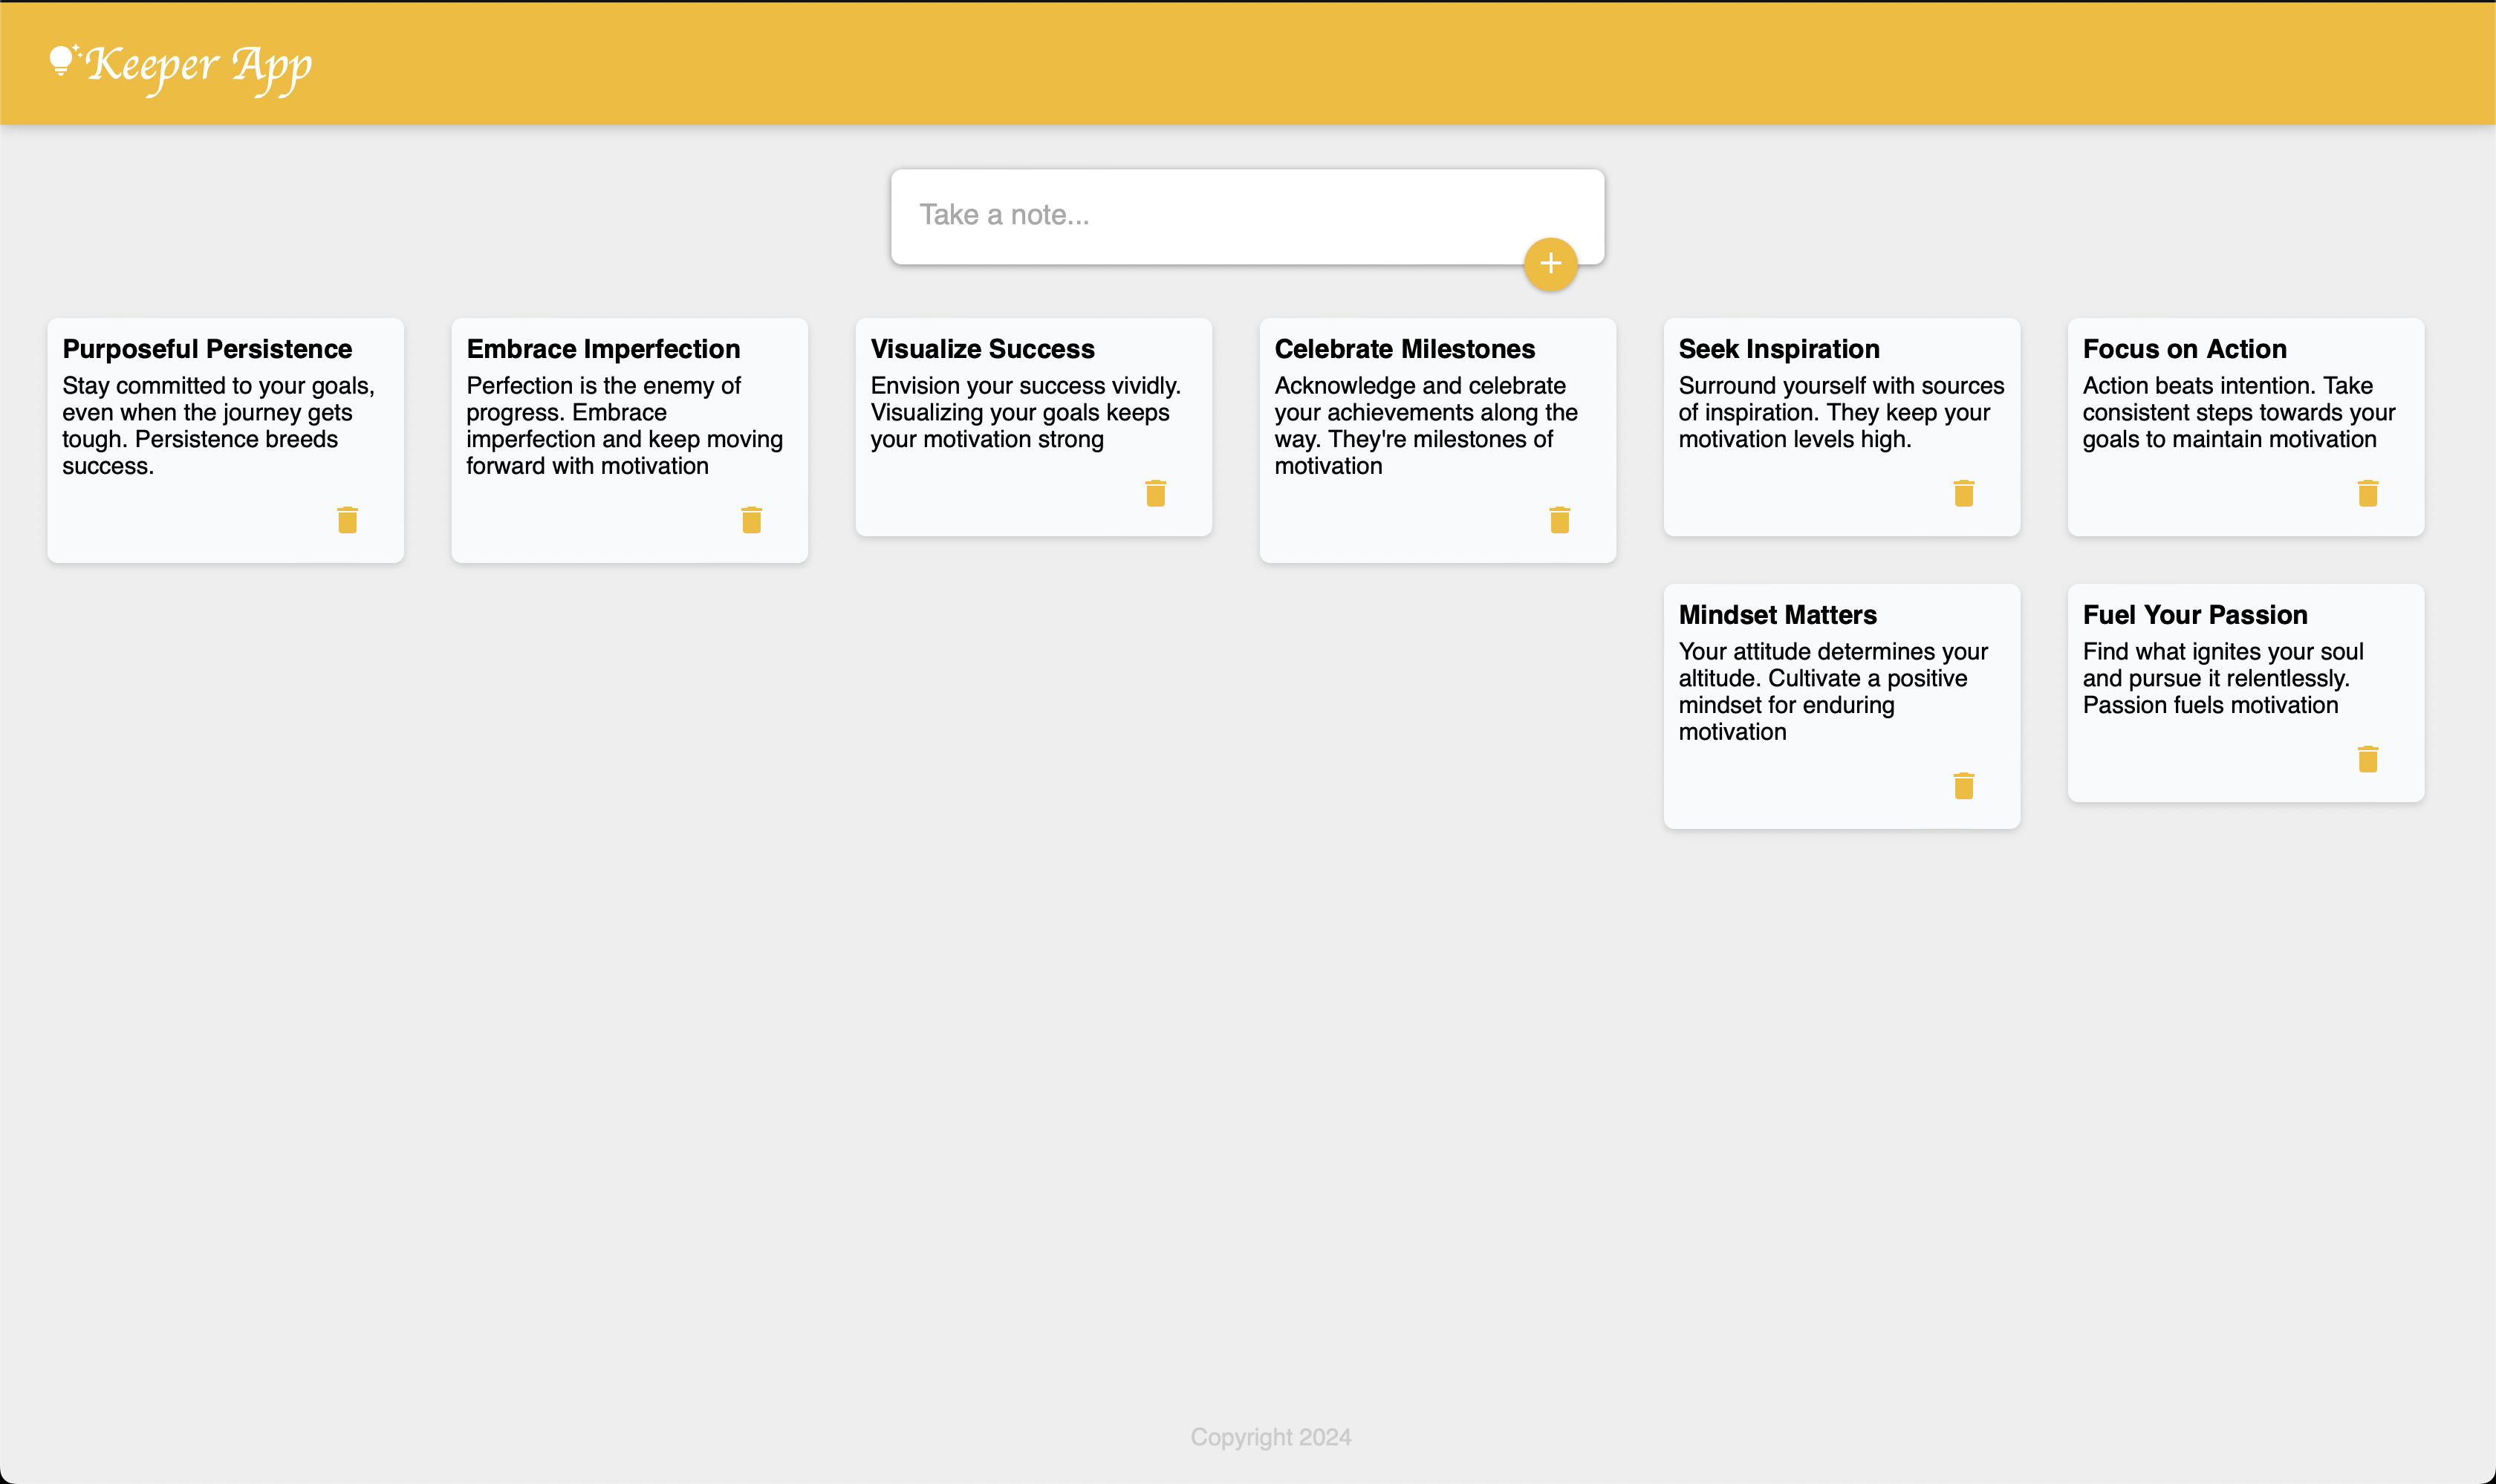 Keeper App
Take a note...
Purposeful Persistence
Stay committed to your goals,
even when the journey gets
tough. Persistence breeds
success.
Embrace Imperfection
Perfection is the enemy of
progress. Embrace
imperfection and keep moving
forward with motivation
Visualize Success
Envision your success vividly.
Visualizing your goals keeps
your motivation strong
Celebrate Milestones
Acknowledge and celebrate
your achievements along the
way. They're milestones of
motivation
Seek Inspiration
Surround yourself with sources
of inspiration. They keep your
motivation levels high.
Focus on Action
Action beats intention. Take
consistent steps towards your
goals to maintain motivation
Mindset Matters
Your attitude determines your
altitude. Cultivate a positive
mindset for enduring
motivation
Fuel Your Passion
Find what ignites your soul
and pursue it relentlessly.
Passion fuels motivation
Copyright 2024